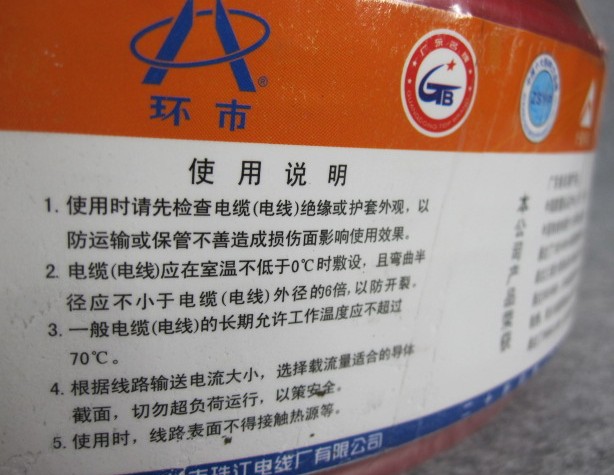 环市
®
广东名牌
GTB
使用说明
1. 使用时请先检查电缆(电线)绝缘或护套外观，以
防运输或保管不善造成损伤面影响使用效果。
2. 电缆(电线)应在室温不低于0℃时敷设，且弯曲半
径应不小于电缆(电线)外径的6倍，以防开裂。
3. 一般电缆(电线)的长期允许工作温度应不超过
70℃。
4. 根据线路输送电流大小，选择载流量适合的导体
截面，切勿超负荷运行，以策安全。
5. 使用时，线路表面不得接触热源等。
本公司产品荣获
市珠江电线厂有限公司